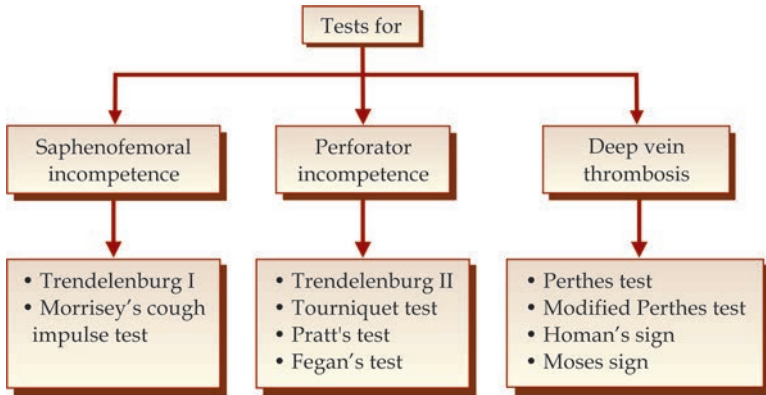 Tests for
Saphenofemoral
incompetence
Perforator
incompetence
Deep vein
thrombosis
• Trendelenburg I
• Morrisey's cough
impulse test
• Trendelenburg II
• Tourniquet test
• Pratt's test
• Fegan's test
• Perthes test
• Modified Perthes test
• Homan's sign
• Moses sign